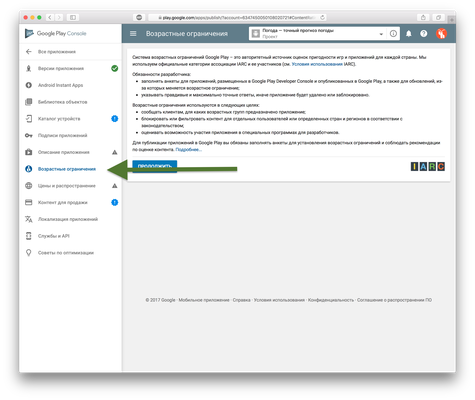 play.google.com
Google Play Console
Возрастные ограничения
Погода — точный прогноз погоды
Проект
Все приложения
Версии приложения
Android Instant Apps
Библиотека объектов
Каталог устройств
Подписи приложений
Описание приложения
Возрастные ограничения
Цены и распространение
Контент для продажи
Локализация приложений
Службы и API
Советы по оптимизации
Система возрастных ограничений Google Play – это авторитетный источник оценок пригодности игр и приложений для каждой страны. Мы
используем официальные категории ассоциации IARC и ее участников (см. Условия использования IARC).
Обязанности разработчика:
заполнять анкеты для приложений, размещенных в Google Play Developer Console и опубликованных в Google Play, а также для обновлений, из-
за которых меняется возрастное ограничение;
указывать правдивые и максимально точные ответы, иначе приложение будет удалено или заблокировано.
Возрастные ограничения используются в следующих целях:
сообщать клиентам, для каких возрастных групп предназначено приложение;
блокировать или фильтровать контент для отдельных пользователей или определенных стран и регионов в соответствии с
законодательством;
оценивать возможность участия приложения в специальных программах для разработчиков.
Для публикации приложений в Google Play вы обязаны заполнять анкеты для установления возрастных ограничений и соблюдать рекомендации
по оценке контента. Подробнее...
ПРОДОЛЖИТЬ
IARC
© 2017 Google · Мобильное приложение · Справка · Условия использования · Конфиденциальность · Соглашение о распространении ПО